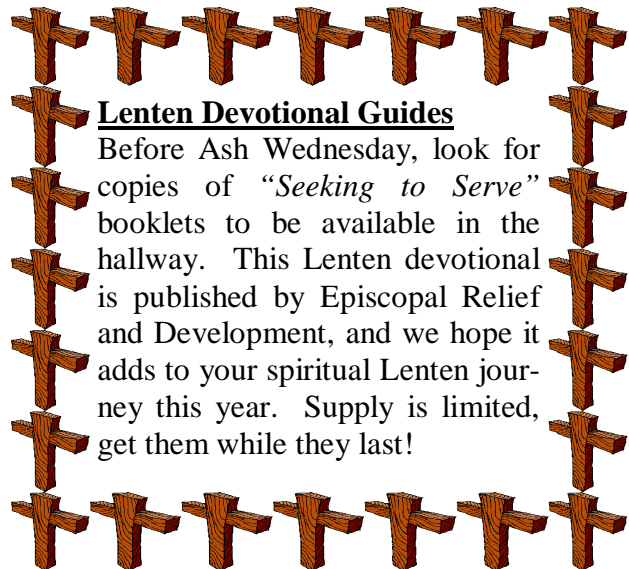 Lenten Devotional Guides
Before Ash Wednesday, look for
copies of “Seeking to Serve”
booklets to be available in the
hallway. This Lenten devotional
is published by Episcopal Relief
and Development, and we hope it
adds to your spiritual Lenten jour-
ney this year. Supply is limited,
get them while they last!